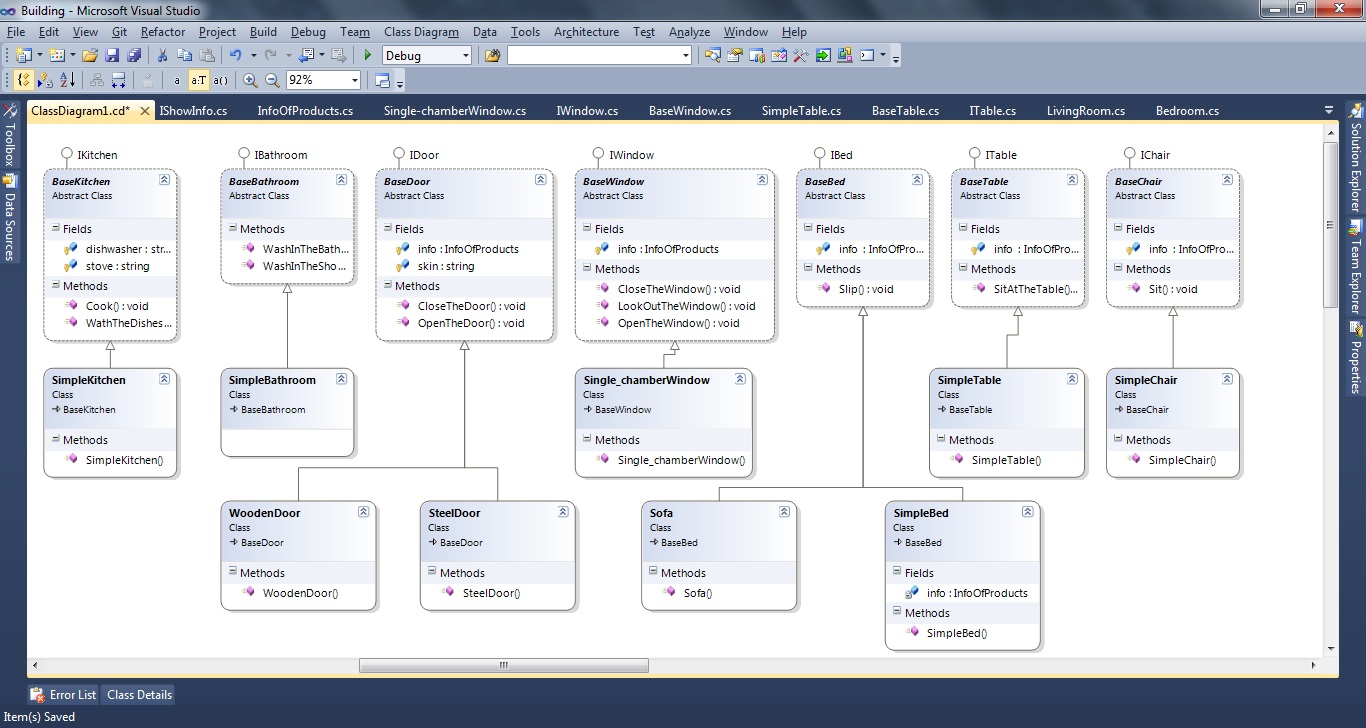 Building - Microsoft Visual Studio
File Edit View Git Refactor Project Build Debug Team Class Diagram Data Tools Architecture Test Analyze Window Help
Debug
a a:T a() 92%
ClassDiagram1.cd* IShowInfo.cs InfoOfProducts.cs Single-chamberWindow.cs IWindow.cs BaseWindow.cs SimpleTable.cs BaseTable.cs ITable.cs LivingRoom.cs Bedroom.cs
Toolbox
Data Sources
Solution Explorer
Team Explorer
Properties
IKitchen
BaseKitchen
Abstract Class
Fields
dishwasher : str...
stove : string
Methods
Cook() : void
WathTheDishes...
IBathroom
BaseBathroom
Abstract Class
Methods
WashInTheBath...
WashInTheSho...
IDoor
BaseDoor
Abstract Class
Fields
info : InfoOfProducts
skin : string
Methods
CloseTheDoor() : void
OpenTheDoor() : void
IWindow
BaseWindow
Abstract Class
Fields
info : InfoOfProducts
Methods
CloseTheWindow() : void
LookOutTheWindow() : void
OpenTheWindow() : void
IBed
BaseBed
Abstract Class
Fields
info : InfoOfPro...
Methods
Slip() : void
ITable
BaseTable
Abstract Class
Fields
info : InfoOfPro...
Methods
SitAtTheTable()...
IChair
BaseChair
Abstract Class
Fields
info : InfoOfPro...
Methods
Sit() : void
SimpleKitchen
Class
BaseKitchen
Methods
SimpleKitchen()
SimpleBathroom
Class
BaseBathroom
Single_chamberWindow
Class
BaseWindow
Methods
Single_chamberWindow()
SimpleTable
Class
BaseTable
Methods
SimpleTable()
SimpleChair
Class
BaseChair
Methods
SimpleChair()
WoodenDoor
Class
BaseDoor
Methods
WoodenDoor()
SteelDoor
Class
BaseDoor
Methods
SteelDoor()
Sofa
Class
BaseBed
Methods
Sofa()
SimpleBed
Class
BaseBed
Fields
info : InfoOfProducts
Methods
SimpleBed()
Error List Class Details
Item(s) Saved